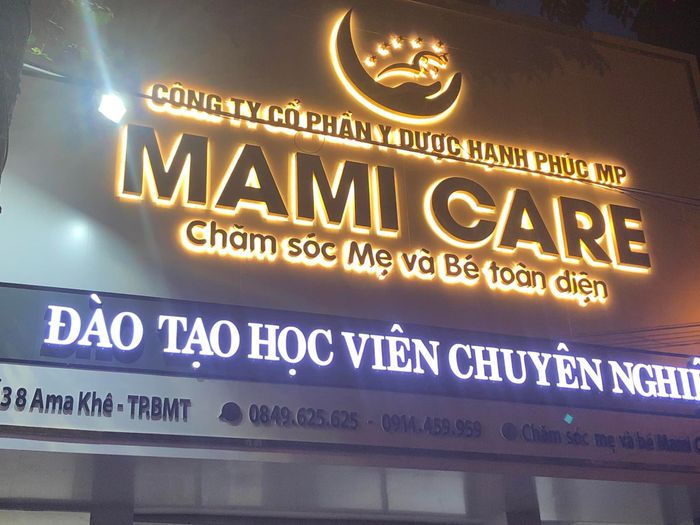 CÔNG TY CỔ PHẦN Y DƯỢC HẠNH PHÚC MP
MAMI CARE
Chăm sóc Mẹ và Bé toàn diện
ĐÀO TẠO HỌC VIÊN CHUYÊN NGHI
38 Ama Khê - TP.BMT 0849.625.625 - 0914.459.959 Chăm sóc mẹ và bé Mami